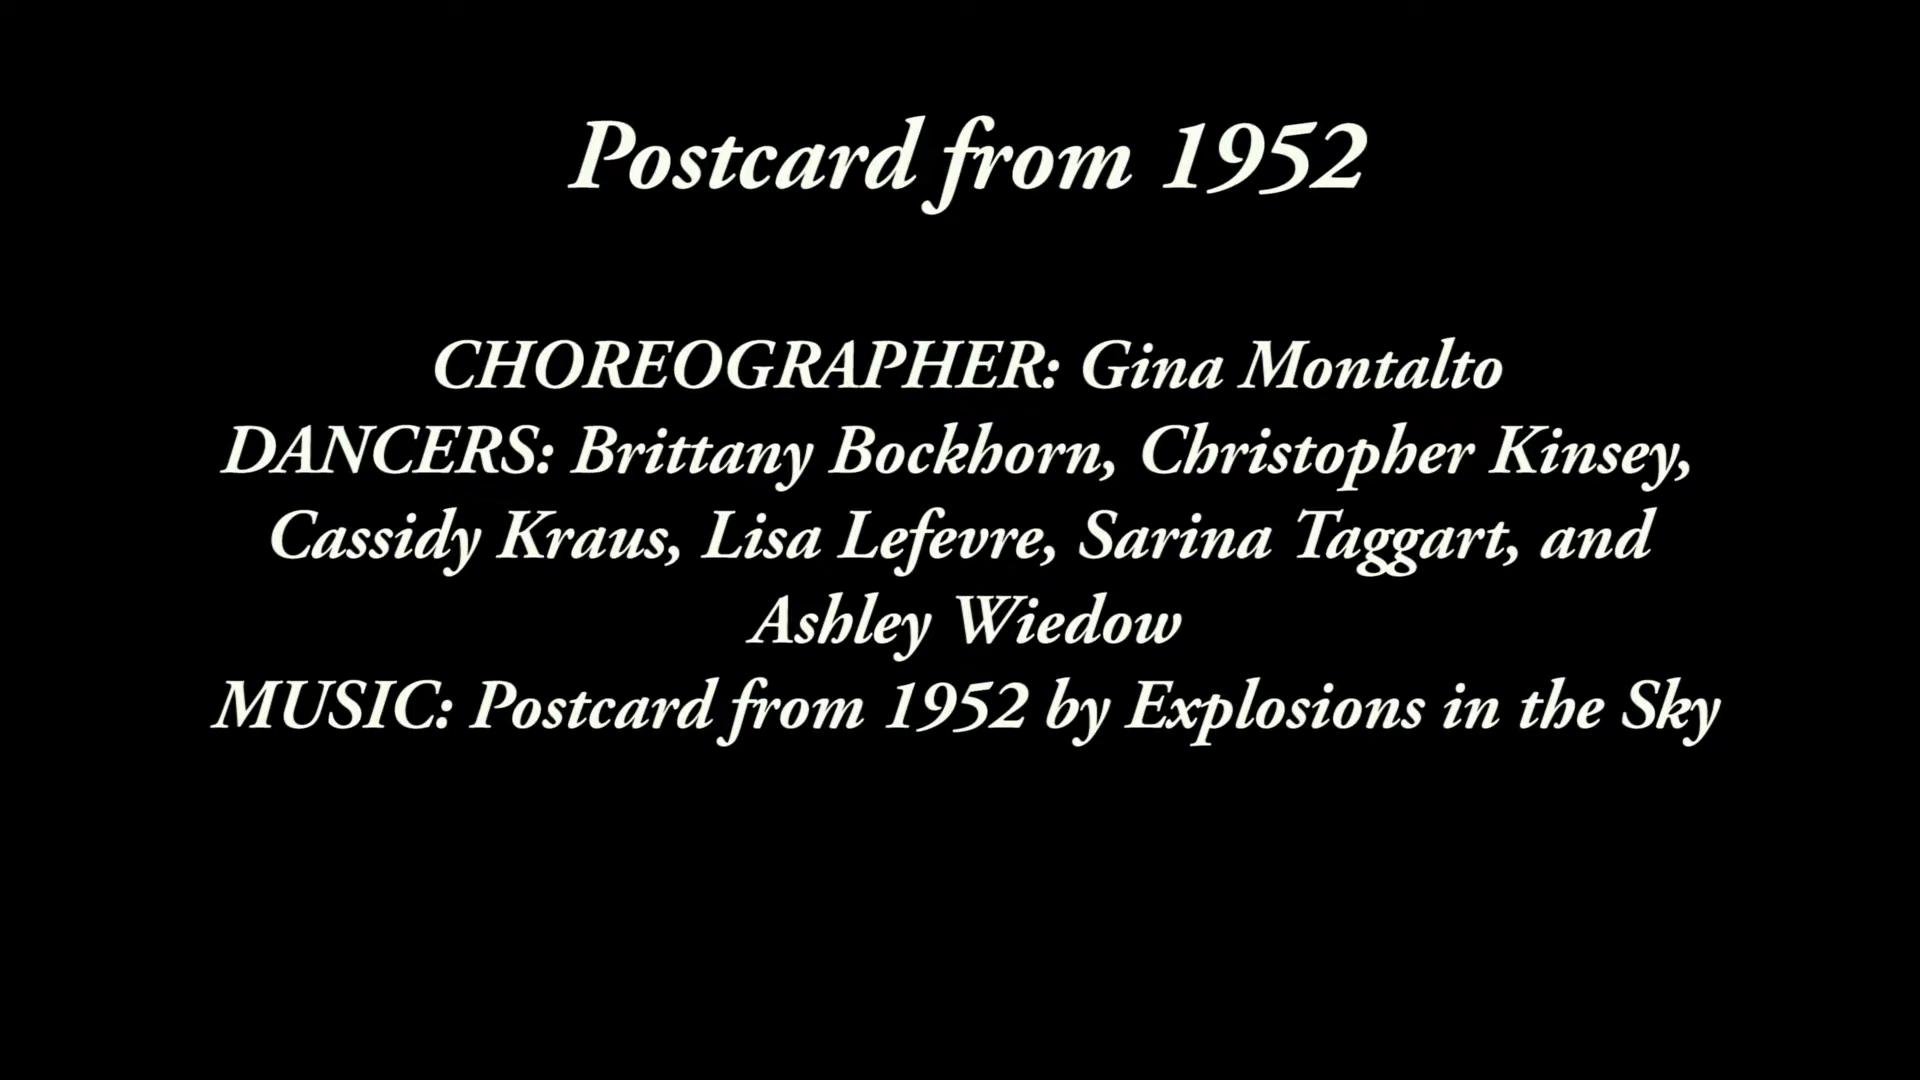 Postcard from 1952
CHOREOGRAPHER: Gina Montalto
DANCERS: Brittany Bockhorn, Christopher Kinsey,
Cassidy Kraus, Lisa Lefevre, Sarina Taggart, and
Ashley Wiedow
MUSIC: Postcard from 1952 by Explosions in the Sky